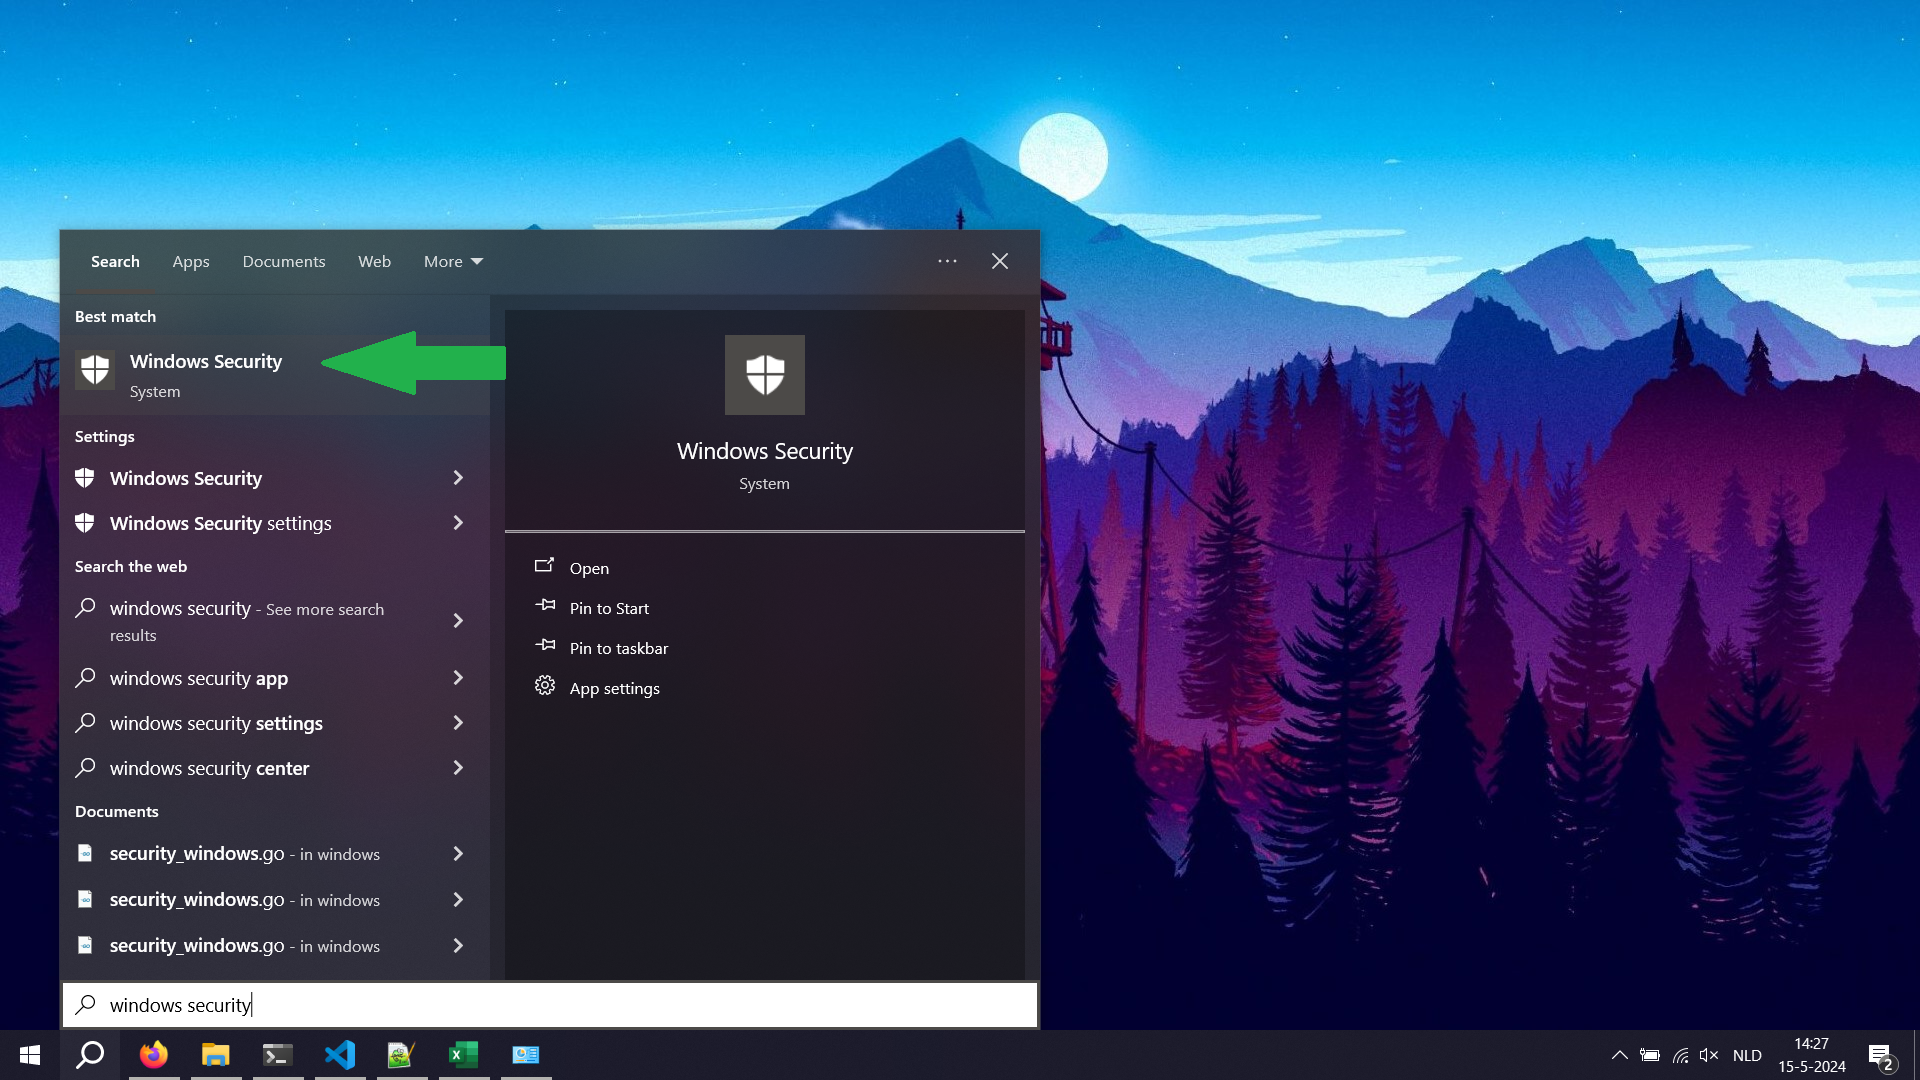 Search
Apps
Documents
Web
More
Best match
Windows Security
System
Settings
Windows Security
Windows Security settings
Search the web
windows security - See more search
results
windows security app
windows security settings
windows security center
Documents
security_windows.go - in windows
security_windows.go - in windows
security_windows.go - in windows
Windows Security
System
Open
Pin to Start
Pin to taskbar
App settings
windows security
NLD
14:27
15-5-2024
2